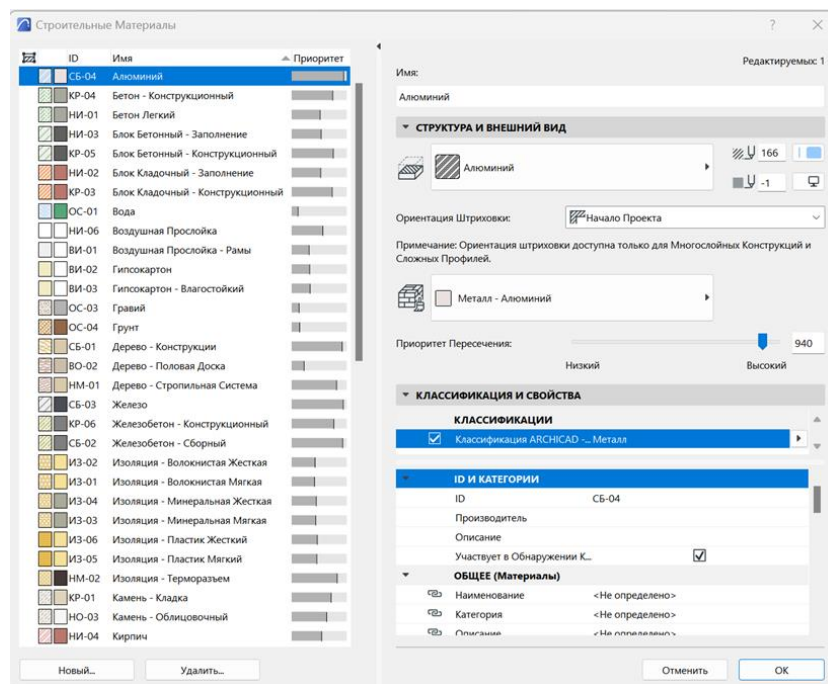 Строительные Материалы
ID Имя Приоритет
СБ-04 Алюминий
КР-04 Бетон - Конструкционный
НИ-01 Бетон Легкий
НИ-03 Блок Бетонный - Заполнение
КР-05 Блок Бетонный - Конструкционный
НИ-02 Блок Кладочный - Заполнение
КР-03 Блок Кладочный - Конструкционный
ОС-01 Вода
НИ-06 Воздушная Прослойка
ВИ-01 Воздушная Прослойка - Рамы
ВИ-02 Гипсокартон
ВИ-03 Гипсокартон - Влагостойкий
ОС-03 Гравий
ОС-04 Грунт
СБ-01 Дерево - Конструкции
ВО-02 Дерево - Половая Доска
НМ-01 Дерево - Стропильная Система
СБ-03 Железо
КР-06 Железобетон - Конструкционный
СБ-02 Железобетон - Сборный
ИЗ-02 Изоляция - Волокнистая Жесткая
ИЗ-01 Изоляция - Волокнистая Мягкая
ИЗ-04 Изоляция - Минеральная Жесткая
ИЗ-03 Изоляция - Минеральная Мягкая
ИЗ-06 Изоляция - Пластик Жесткий
ИЗ-05 Изоляция - Пластик Мягкий
НМ-02 Изоляция - Терморазъем
КР-01 Камень - Кладка
НО-03 Камень - Облицовочный
НИ-04 Кирпич
Новый...
Удалить...
Редактируемых: 1
Имя:
Алюминий
СТРУКТУРА И ВНЕШНИЙ ВИД
Алюминий
166
-1
Ориентация Штриховки:
Начало Проекта
Примечание: Ориентация штриховки доступна только для Многослойных Конструкций и
Сложных Профилей.
Металл - Алюминий
Приоритет Пересечения:
940
Низкий
Высокий
КЛАССИФИКАЦИЯ И СВОЙСТВА
КЛАССИФИКАЦИИ
Классификация ARCHICAD -... Металл
ID И КАТЕГОРИИ
ID СБ-04
Производитель
Описание
Участвует в Обнаружении К...
ОБЩЕЕ (Материалы)
Наименование <Не определено>
Категория <Не определено>
Описание <Не определено>
Отменить
ОК